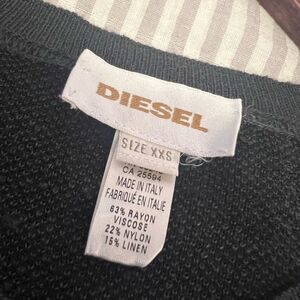 DIESEL
SIZE XXS
CA 25594
MADE IN ITALY
FABRIQUÉ EN ITALIE
63% RAYON
VISCOSE
22% NYLON
15% LINEN